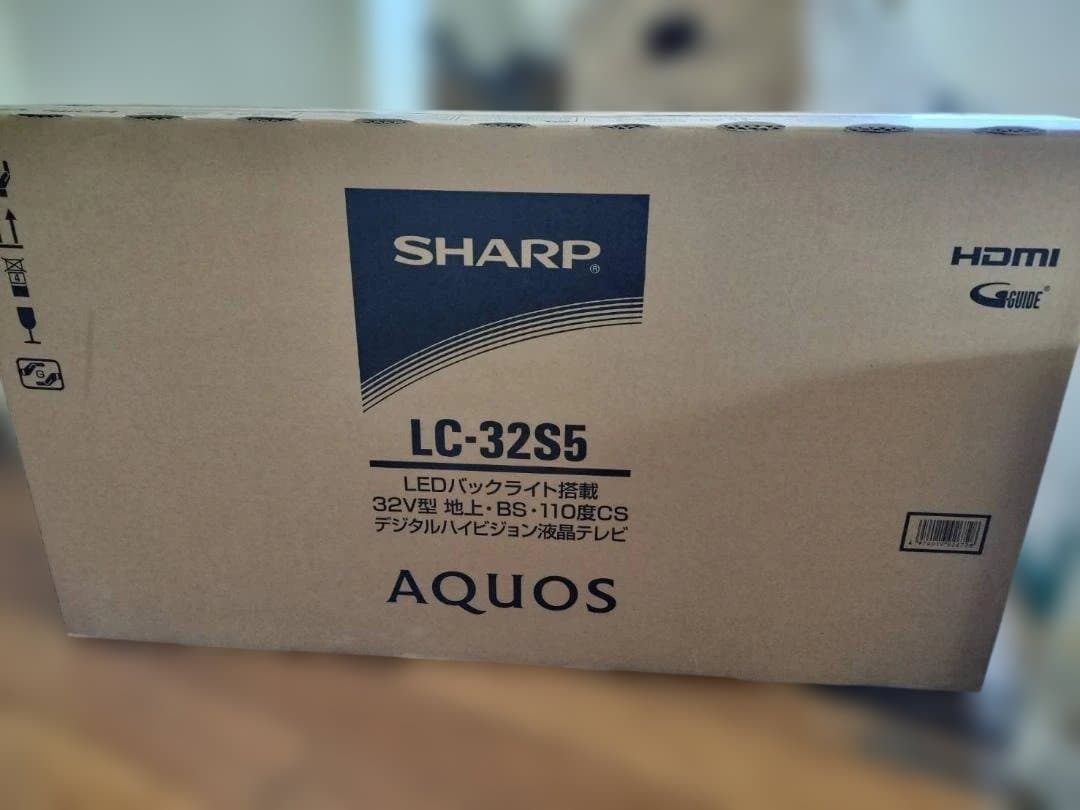 SHARP®
HDMI
G-GUIDE®
4
G
LC-32S5
LEDバックライト搭載
32V型 地上・BS・110度CS
デジタルハイビジョン液晶テレビ
AQUOS